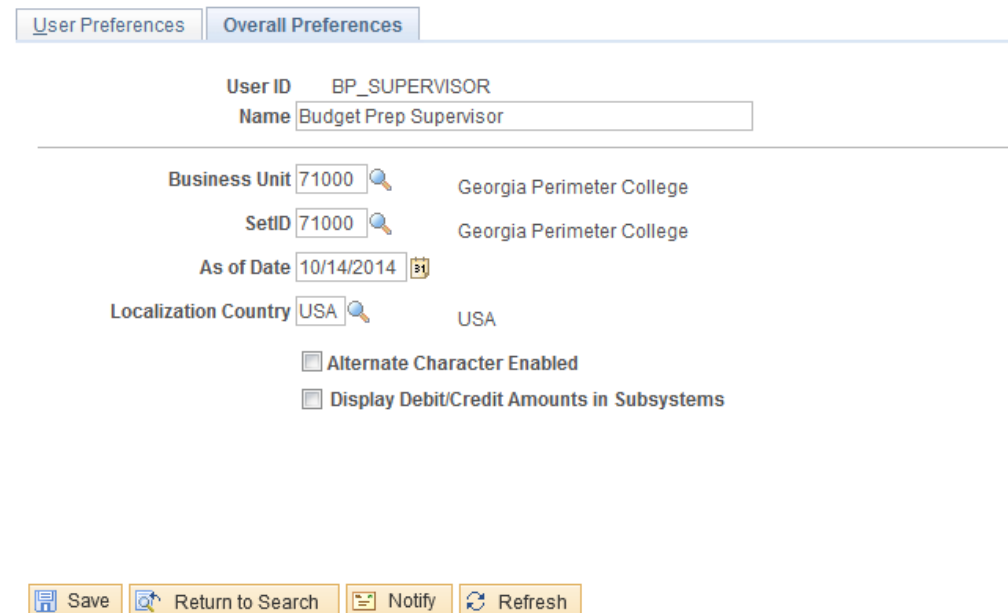 User Preferences Overall Preferences
User ID BP_SUPERVISOR
Name Budget Prep Supervisor
Business Unit 71000 Georgia Perimeter College
SetID 71000 Georgia Perimeter College
As of Date 10/14/2014 31
Localization Country USA USA
Alternate Character Enabled
Display Debit/Credit Amounts in Subsystems
Save Return to Search Notify Refresh